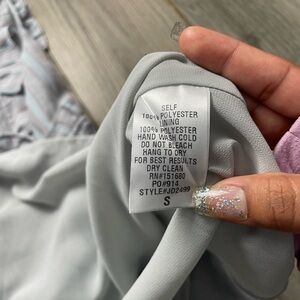 SELF
100% POLYESTER
LINING
100% POLYESTER
HAND WASH COLD
DO NOT BLEACH
HANG TO DRY
FOR BEST RESULTS
DRY CLEAN
RN#151680
PO#914
STYLE#JD2499
S